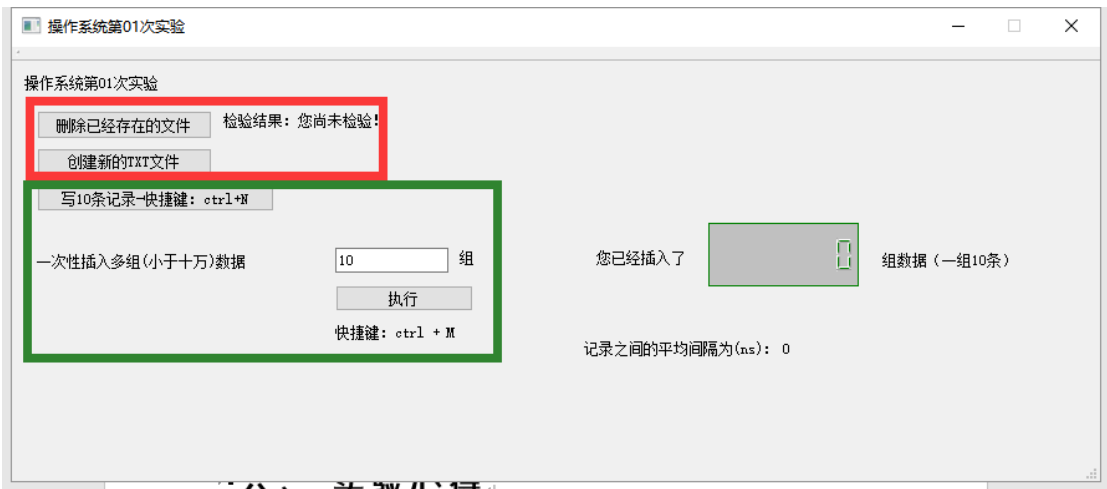 操作系统第01次实验
操作系统第01次实验
删除已经存在的文件 检验结果：您尚未检验!
创建新的TXT文件
写10条记录-快捷键：ctrl+N
一次性插入多组(小于十万)数据 10 组 您已经插入了 0 组数据（一组10条）
执行
快捷键：ctrl + M
记录之间的平均间隔为(ns)： 0